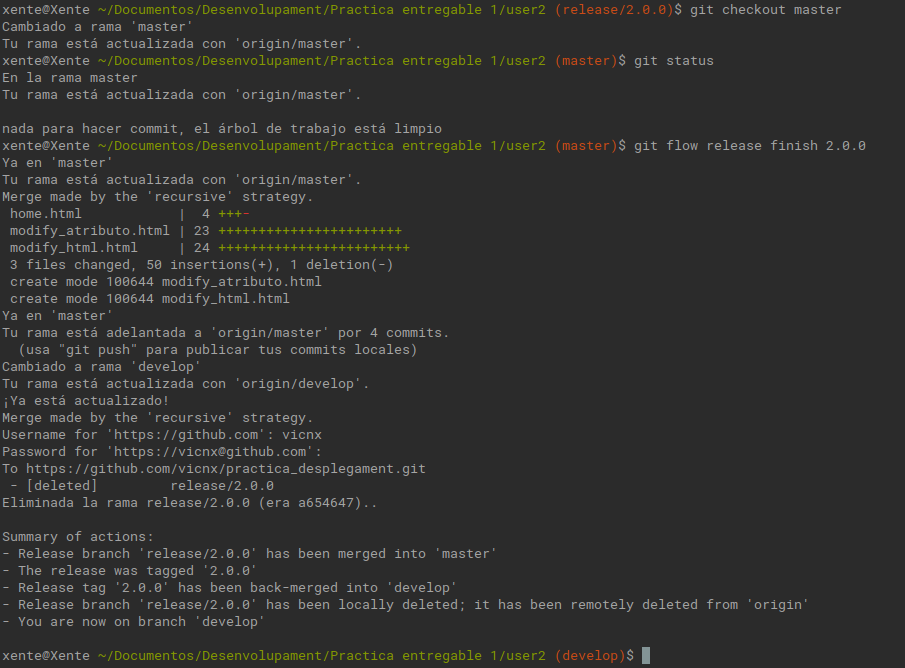 xente@Xente ~/Documentos/Desenvolupament/Practica entregable 1/user2 (release/2.0.0)$ git checkout master
Cambiado a rama 'master'
Tu rama está actualizada con 'origin/master'.
xente@Xente ~/Documentos/Desenvolupament/Practica entregable 1/user2 (master)$ git status
En la rama master
Tu rama está actualizada con 'origin/master'.
nada para hacer commit, el árbol de trabajo está limpio
xente@Xente ~/Documentos/Desenvolupament/Practica entregable 1/user2 (master)$ git flow release finish 2.0.0
Ya en 'master'
Tu rama está actualizada con 'origin/master'.
Merge made by the 'recursive' strategy.
 home.html            |  4 +++-
 modify_atributo.html | 23 +++++++++++++++++++++++
 modify_html.html     | 24 ++++++++++++++++++++++++
 3 files changed, 50 insertions(+), 1 deletion(-)
 create mode 100644 modify_atributo.html
 create mode 100644 modify_html.html
Ya en 'master'
Tu rama está adelantada a 'origin/master' por 4 commits.
  (usa "git push" para publicar tus commits locales)
Cambiado a rama 'develop'
Tu rama está actualizada con 'origin/develop'.
¡Ya está actualizado!
Merge made by the 'recursive' strategy.
Username for 'https://github.com': vicnx
Password for 'https://vicnx@github.com':
To https://github.com/vicnx/practica_desplegament.git
 - [deleted]         release/2.0.0
Eliminada la rama release/2.0.0 (era a654647)..
Summary of actions:
- Release branch 'release/2.0.0' has been merged into 'master'
- The release was tagged '2.0.0'
- Release tag '2.0.0' has been back-merged into 'develop'
- Release branch 'release/2.0.0' has been locally deleted; it has been remotely deleted from 'origin'
- You are now on branch 'develop'
xente@Xente ~/Documentos/Desenvolupament/Practica entregable 1/user2 (develop)$